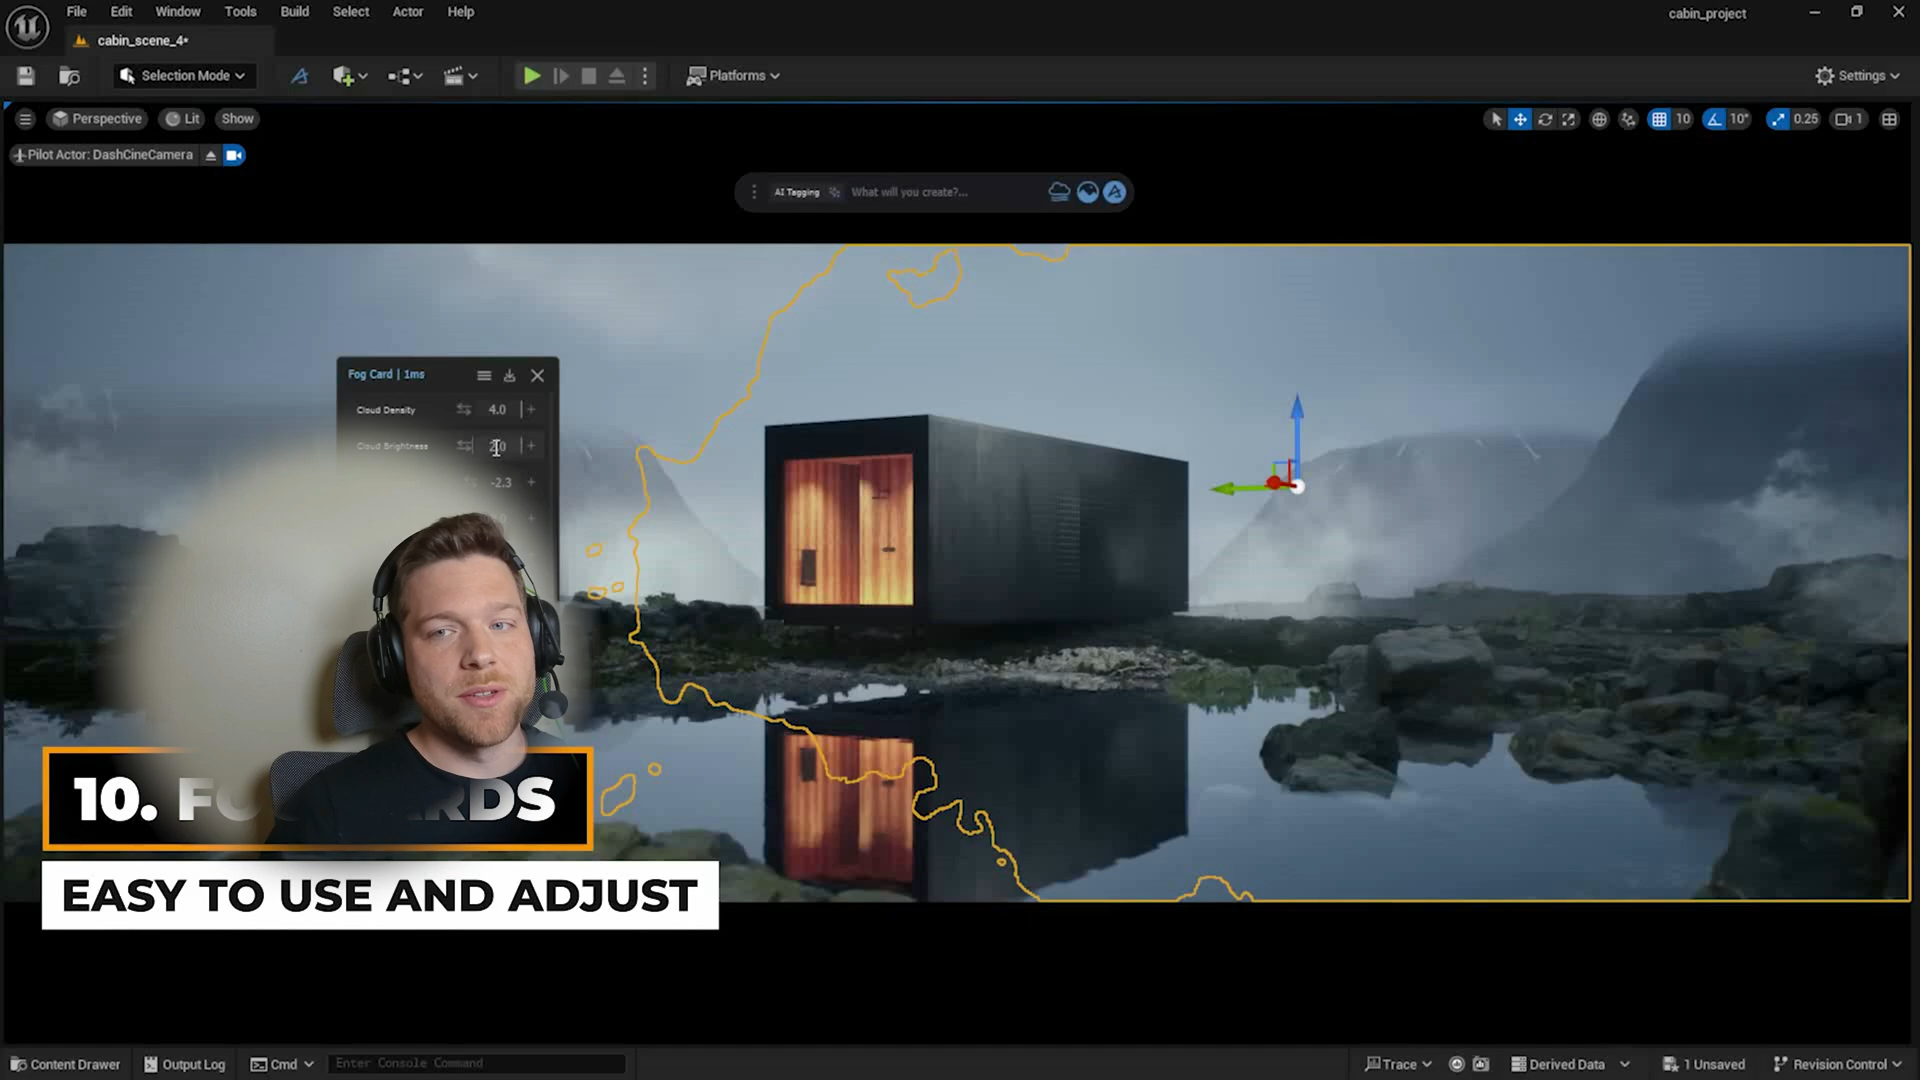 File Edit Window Tools Build Select Actor Help
cabin_project
cabin_scene_4*
Selection Mode
Platforms
Settings
Perspective Lit Show
10 10° 0.25 1
Pilot Actor: DashCineCamera
AI Tagging What will you create?...
Fog Card | 1ms
Cloud Density 4.0
Cloud Brightness
-2.3
10.
EASY TO USE AND ADJUST
Content Drawer Output Log Cmd Enter Console Command
Trace Derived Data 1 Unsaved Revision Control